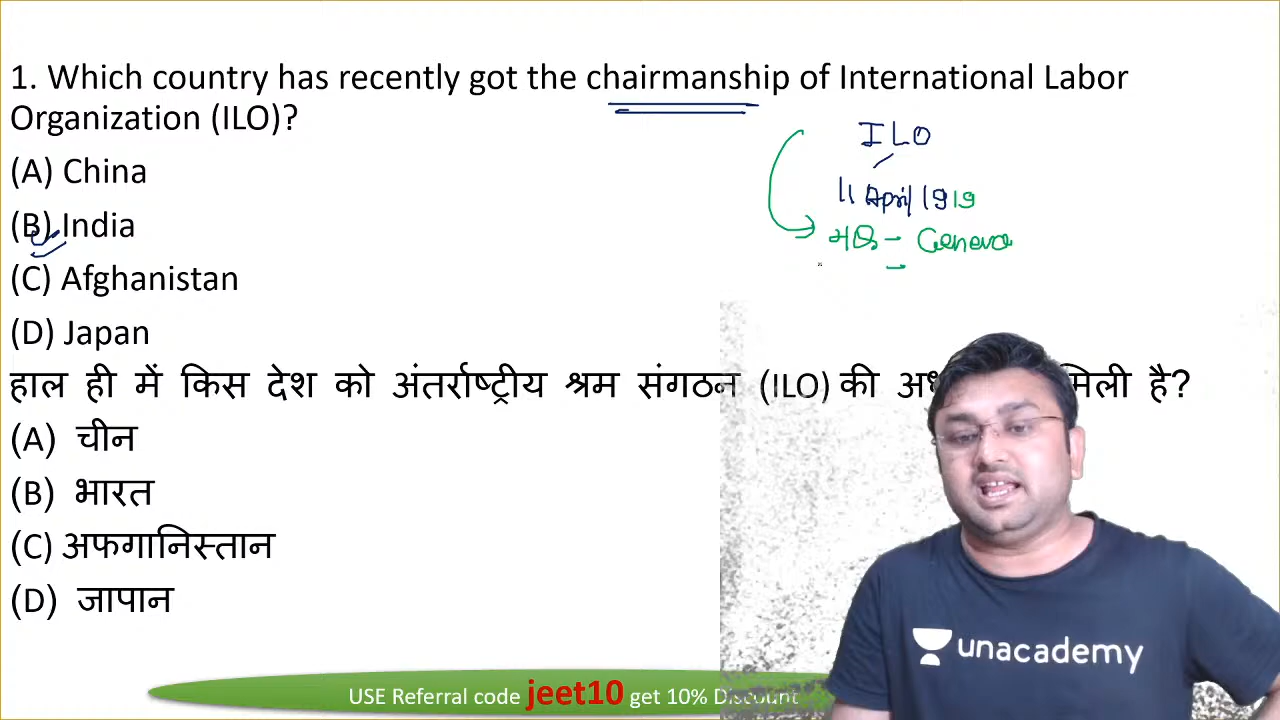 1. Which country has recently got the chairmanship of International Labor
Organization (ILO)?
(A) China
(B) India
(C) Afghanistan
(D) Japan
ILO
11 April 1919
Geneva
हाल ही में किस देश को अंतर्राष्ट्रीय श्रम संगठन (ILO) की मिली है?
(A) चीन
(B) भारत
(C) अफगानिस्तान
(D) जापान
unacademy
USE Referral code jeet10 get 10% Discount